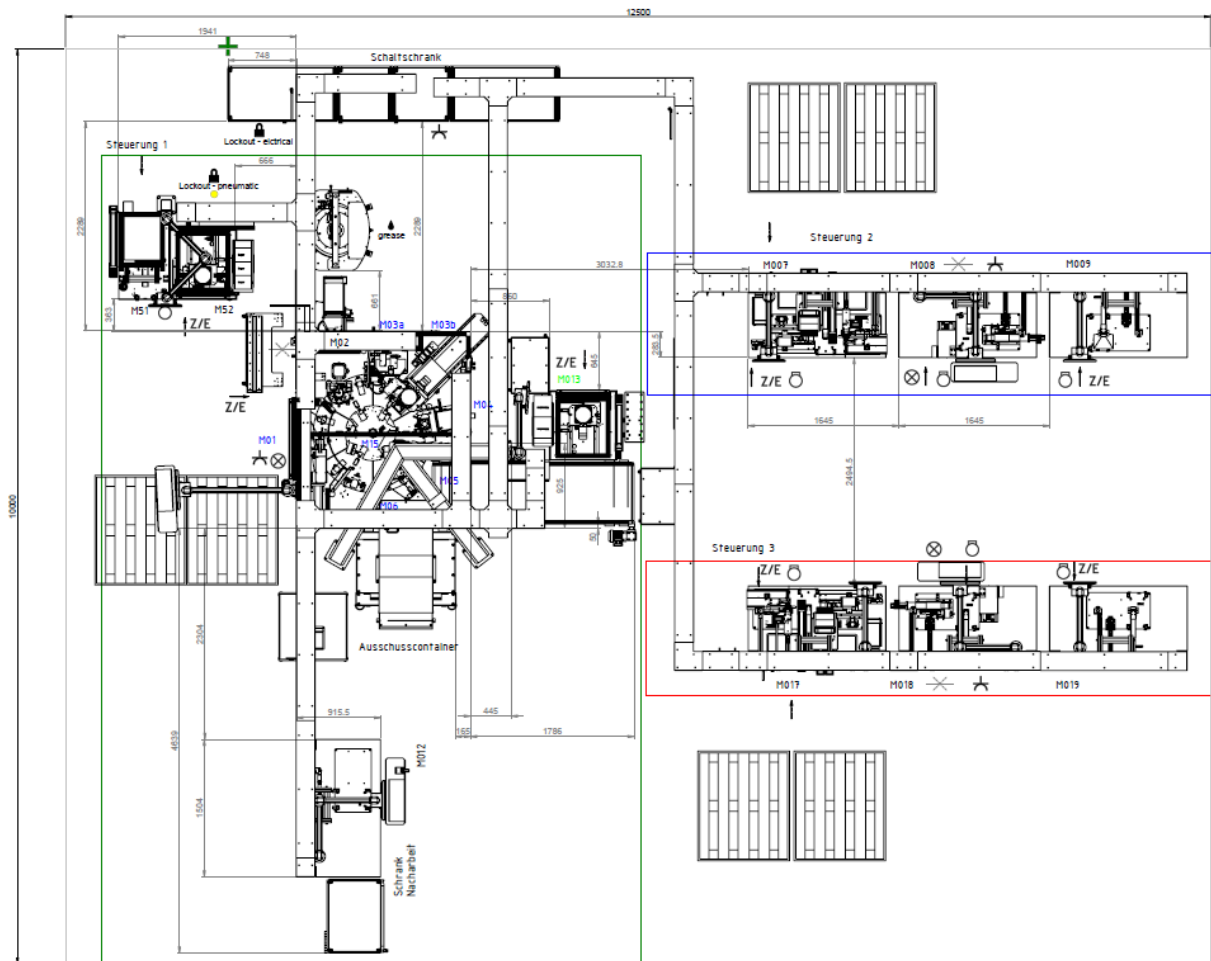 12500
1941
748
Schaltschrank
Lockout - elctrical
Steuerung 1
666
Lockout - pneumatic
2289
2289
grease
Steuerung 2
3032.8
M007
M008
M009
M51
M52
363
661
860
Z/E
M03a
M03b
M02
645
283.5
Z/E
M013
Z/E
Z/E
Z/E
M04
1645
1645
M01
M15
2494.5
M05
925
M06
10000
50
Steuerung 3
Z/E
Z/E
2304
Ausschusscontainer
M017
M018
M019
915.5
445
165
1786
4639
M012
1504
Schrank
Nacharbeit